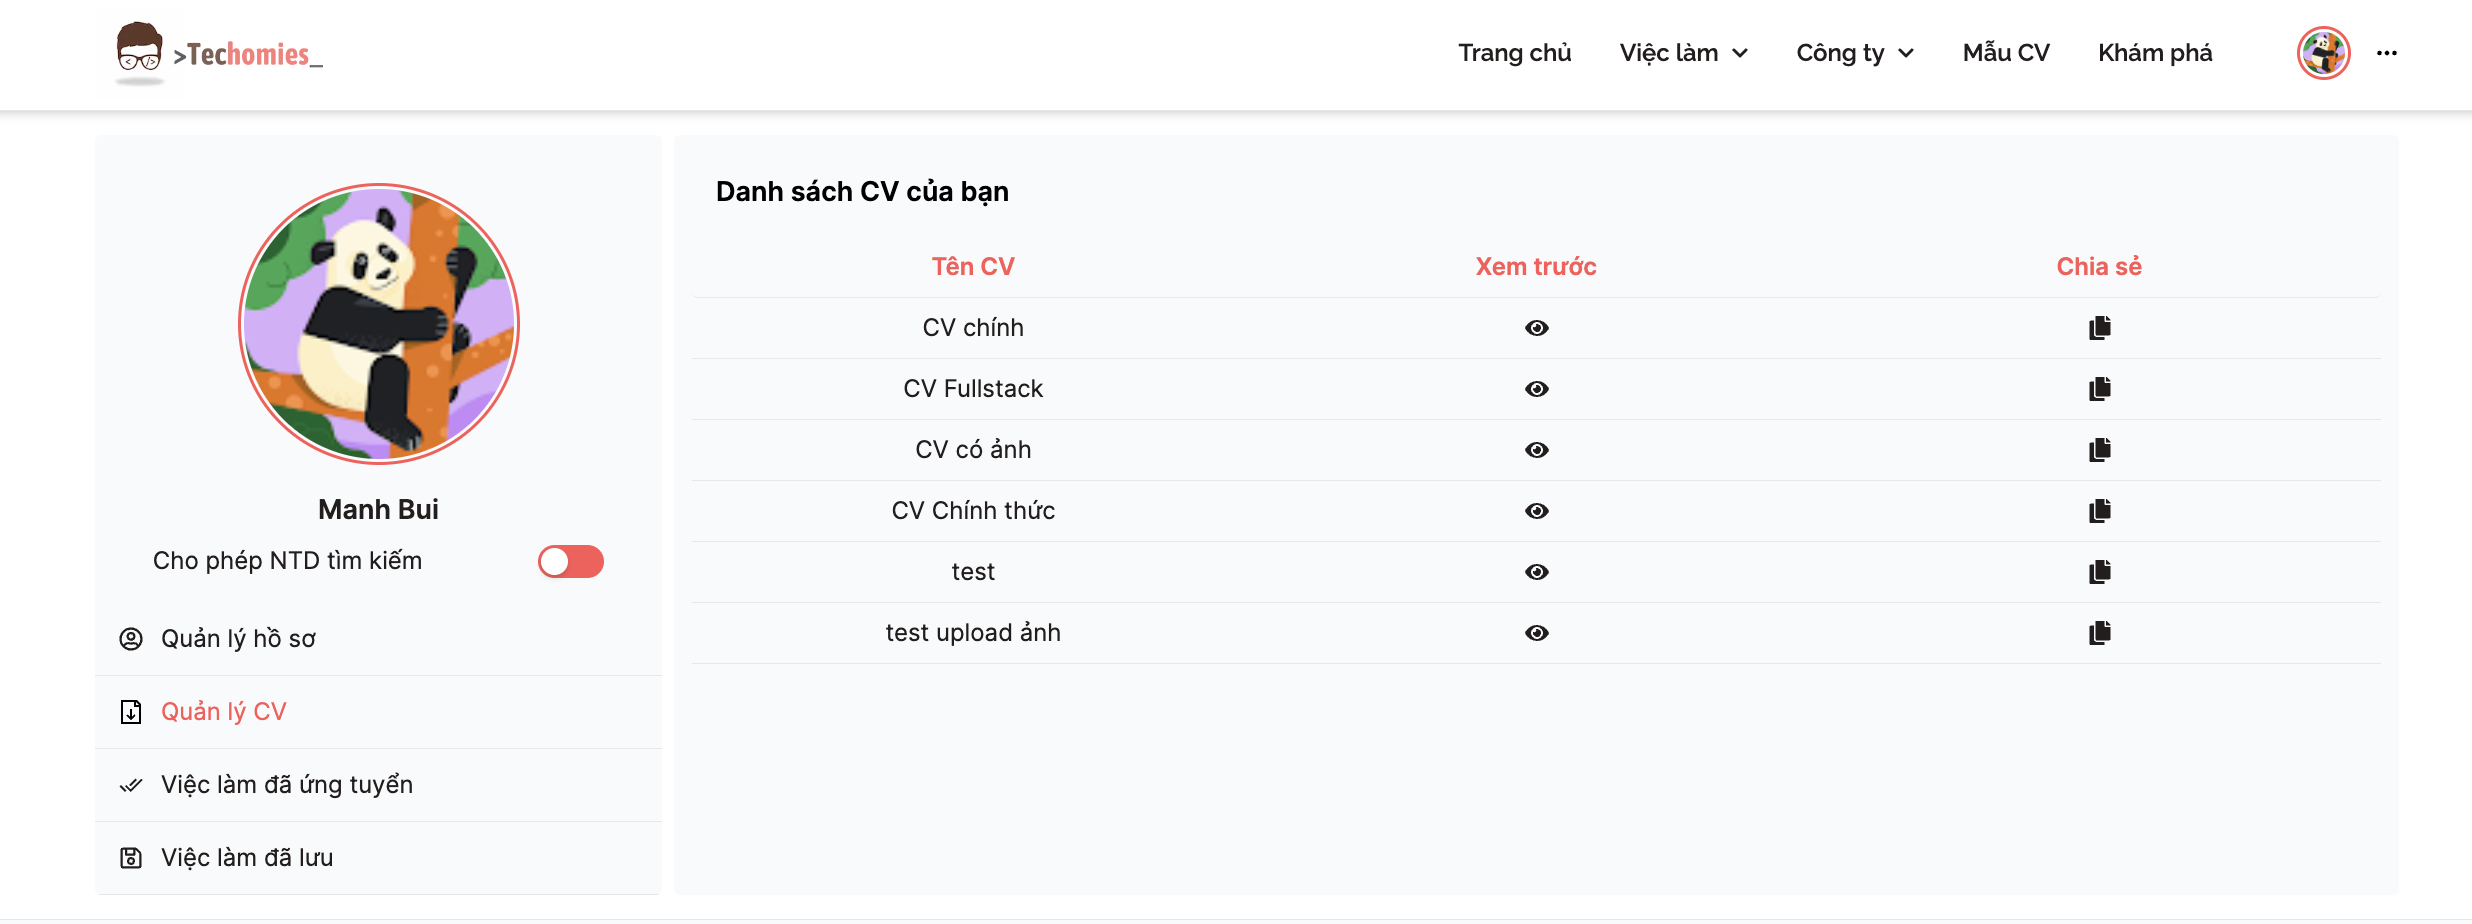 >Techomies_
Trang chủ
Việc làm
Công ty
Mẫu CV
Khám phá
Manh Bui
Cho phép NTD tìm kiếm
Quản lý hồ sơ
Quản lý CV
Việc làm đã ứng tuyển
Việc làm đã lưu
Danh sách CV của bạn
Tên CV Xem trước Chia sẻ
CV chính
CV Fullstack
CV có ảnh
CV Chính thức
test
test upload ảnh